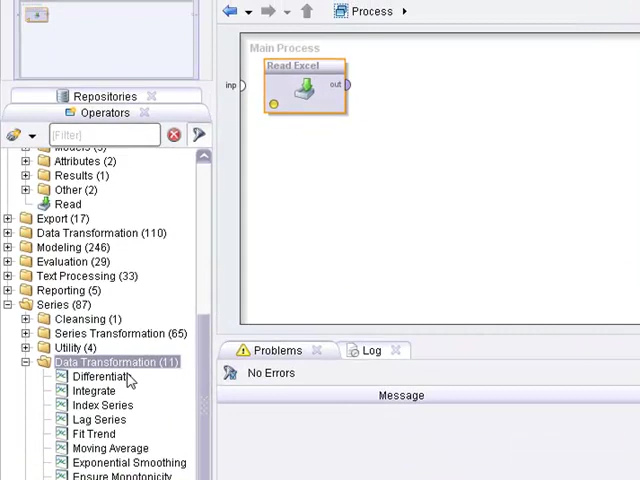 Process
Main Process
Read Excel
inp
out
Repositories
Operators
[Filter]
Models (3)
Attributes (2)
Results (1)
Other (2)
Read
Export (17)
Data Transformation (110)
Modeling (246)
Evaluation (29)
Text Processing (33)
Reporting (5)
Series (87)
Cleansing (1)
Series Transformation (65)
Utility (4)
Data Transformation (11)
Differentiat
Integrate
Index Series
Lag Series
Fit Trend
Moving Average
Exponential Smoothing
Ensure Monotonicity
Problems
Log
No Errors
Message